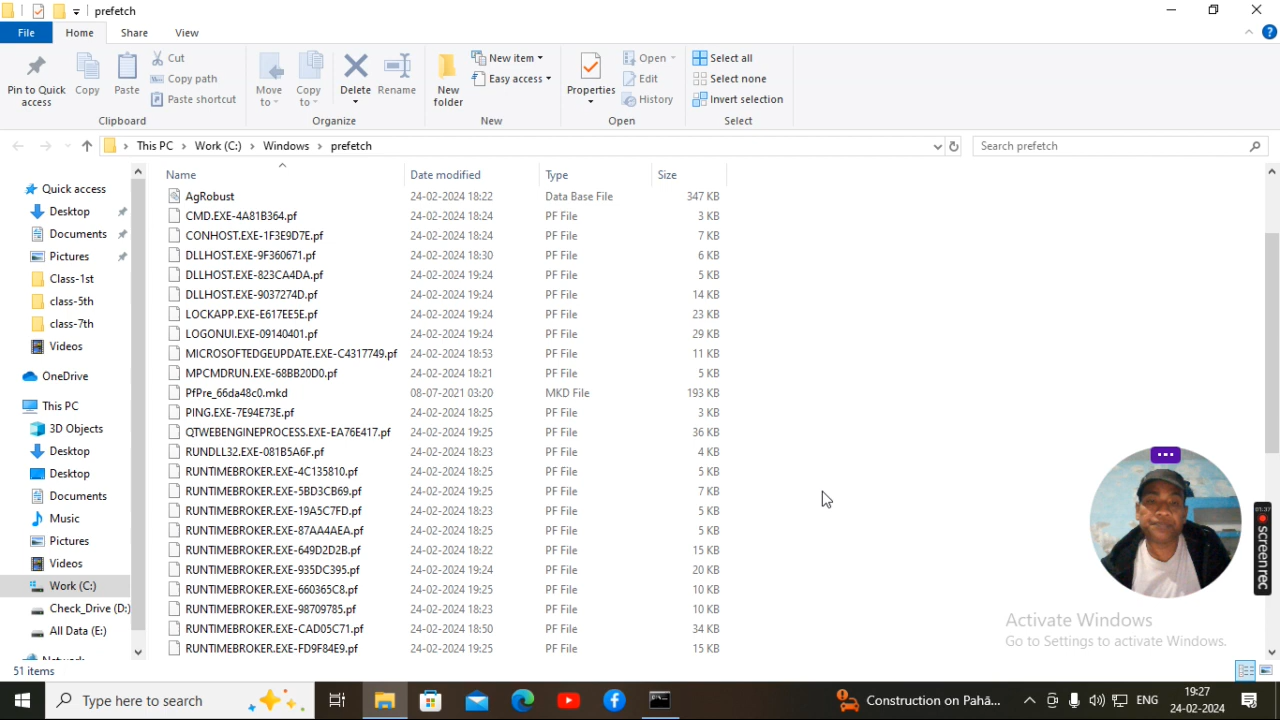 prefetch
File Home Share View
Pin to Quick access
Copy
Paste
Cut
Copy path
Paste shortcut
Clipboard
Move to
Copy to
Delete
Rename
Organize
New folder
New item
Easy access
New
Properties
Open
Edit
History
Open
Select all
Select none
Invert selection
Select
This PC > Work (C:) > Windows > prefetch
Search prefetch
Quick access
Desktop
Documents
Pictures
Class-1st
class-5th
class-7th
Videos
OneDrive
This PC
3D Objects
Desktop
Desktop
Documents
Music
Pictures
Videos
Work (C:)
Check_Drive (D:)
All Data (E:)
Name Date modified Type Size
AgRobust 24-02-2024 18:22 Data Base File 347 KB
CMD.EXE-4A81B364.pf 24-02-2024 18:24 PF File 3 KB
CONHOST.EXE-1F3E9D7E.pf 24-02-2024 18:24 PF File 7 KB
DLLHOST.EXE-9F360671.pf 24-02-2024 18:30 PF File 6 KB
DLLHOST.EXE-823CA4DA.pf 24-02-2024 19:24 PF File 5 KB
DLLHOST.EXE-9037274D.pf 24-02-2024 19:24 PF File 14 KB
LOCKAPP.EXE-E617EE5E.pf 24-02-2024 19:24 PF File 23 KB
LOGONUI.EXE-09140401.pf 24-02-2024 19:24 PF File 29 KB
MICROSOFTEDGEUPDATE.EXE-C4317749.pf 24-02-2024 18:53 PF File 11 KB
MPCMDRUN.EXE-68BB20D0.pf 24-02-2024 18:21 PF File 5 KB
PfPre_66da48c0.mkd 08-07-2021 03:20 MKD File 193 KB
PING.EXE-7E94E73E.pf 24-02-2024 18:25 PF File 3 KB
QTWEBENGINEPROCESS.EXE-EA76E417.pf 24-02-2024 19:25 PF File 36 KB
RUNDLL32.EXE-081B5A6F.pf 24-02-2024 18:23 PF File 4 KB
RUNTIMEBROKER.EXE-4C135810.pf 24-02-2024 18:25 PF File 5 KB
RUNTIMEBROKER.EXE-5BD3CB69.pf 24-02-2024 19:25 PF File 7 KB
RUNTIMEBROKER.EXE-19A5C7FD.pf 24-02-2024 18:23 PF File 5 KB
RUNTIMEBROKER.EXE-87AA4AEA.pf 24-02-2024 18:25 PF File 5 KB
RUNTIMEBROKER.EXE-649D2D2B.pf 24-02-2024 18:22 PF File 15 KB
RUNTIMEBROKER.EXE-935DC395.pf 24-02-2024 19:24 PF File 20 KB
RUNTIMEBROKER.EXE-660365C8.pf 24-02-2024 19:25 PF File 10 KB
RUNTIMEBROKER.EXE-98709785.pf 24-02-2024 18:23 PF File 10 KB
RUNTIMEBROKER.EXE-CAD05C71.pf 24-02-2024 18:50 PF File 34 KB
RUNTIMEBROKER.EXE-FD9F84E9.pf 24-02-2024 19:25 PF File 15 KB
01:37
screen rec
Activate Windows
Go to Settings to activate Windows.
51 items
Type here to search
Construction on Pahā...
ENG
19:27
24-02-2024